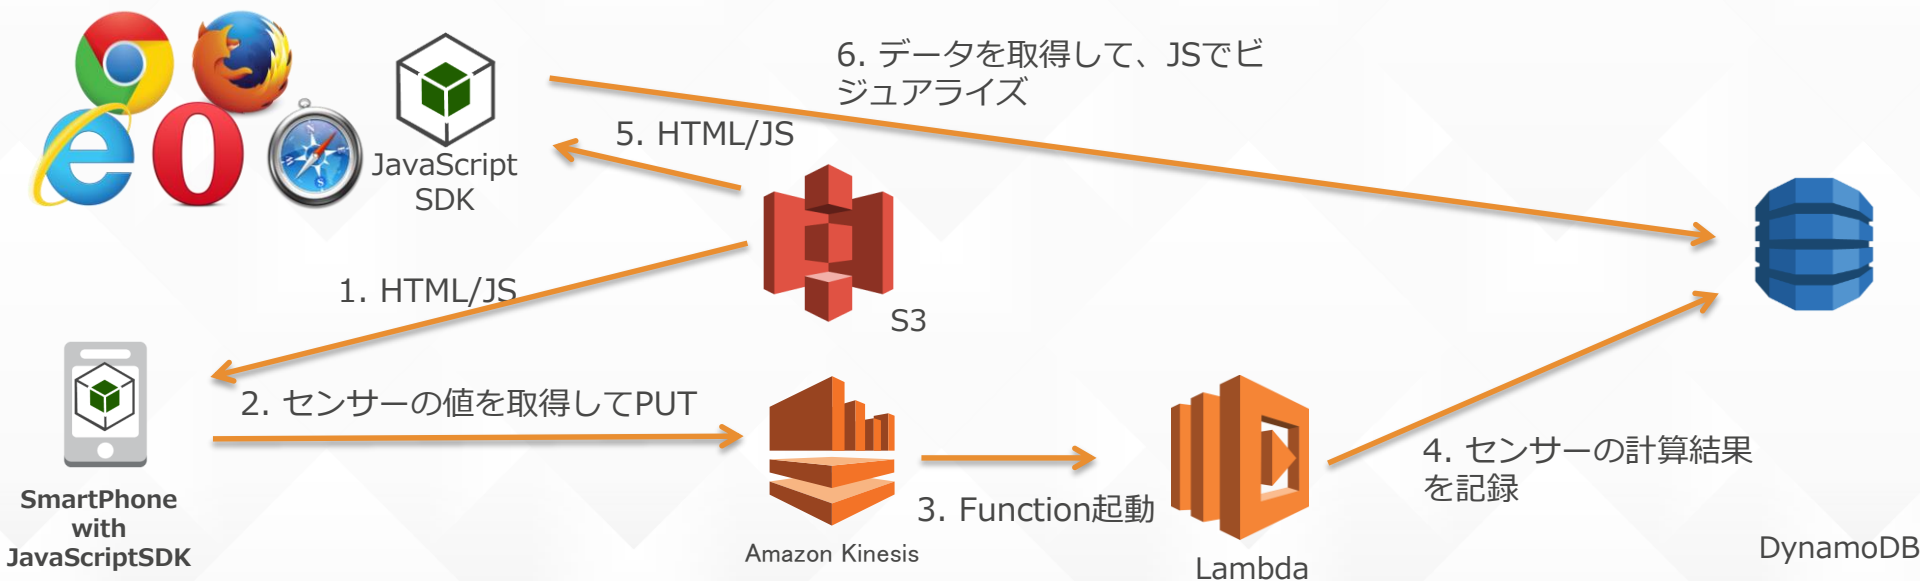 6. データを取得して、JSでビ
ジュアライズ
5. HTML/JS
JavaScript
SDK
1. HTML/JS
S3
2. センサーの値を取得してPUT
SmartPhone
with
JavaScriptSDK
3. Function起動
Amazon Kinesis
Lambda
4. センサーの計算結果
を記録
DynamoDB